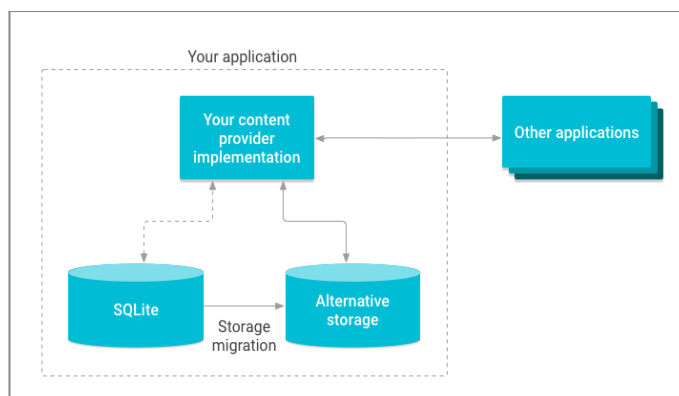 Your application
Your content
provider
implementation
Other applications
SQLite
Alternative
storage
Storage
migration